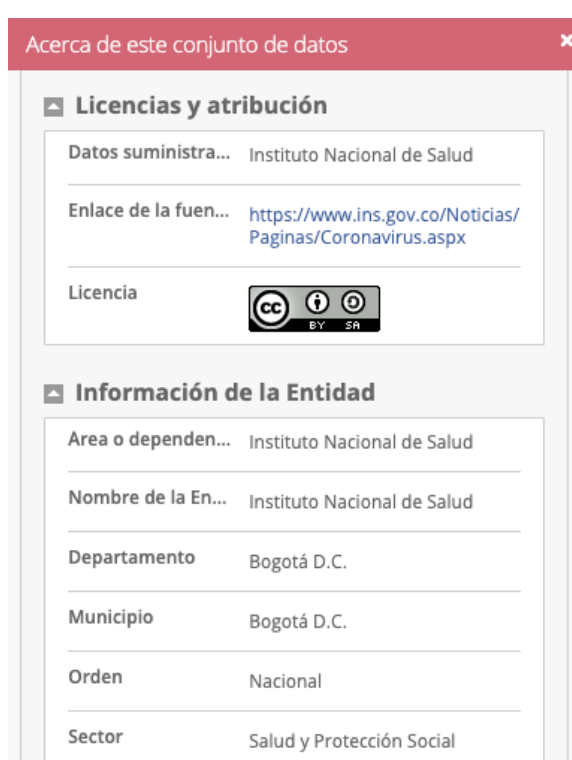 Acerca de este conjunto de datos
Licencias y atribución
Datos suministra... Instituto Nacional de Salud
Enlace de la fuen... https://www.ins.gov.co/Noticias/
Paginas/Coronavirus.aspx
Licencia
cc
BY SA
Información de la Entidad
Area o dependen... Instituto Nacional de Salud
Nombre de la En... Instituto Nacional de Salud
Departamento Bogotá D.C.
Municipio Bogotá D.C.
Orden Nacional
Sector Salud y Protección Social